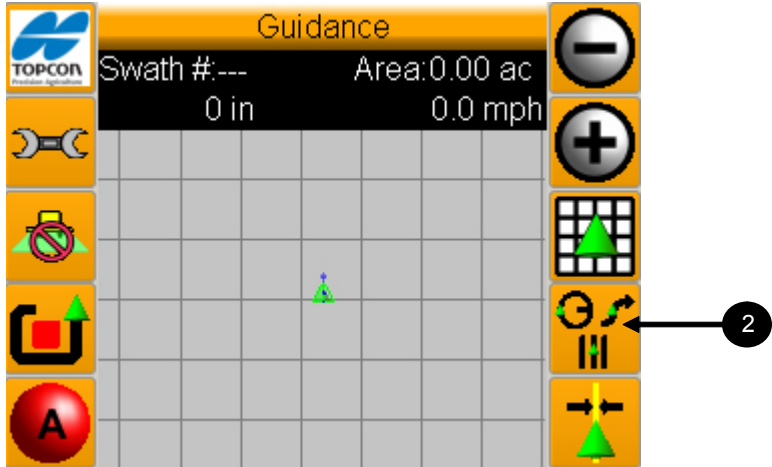 Guidance
TOPCON
Precision Agriculture
Swath #:---
Area:0.00 ac
0 in
0.0 mph
A
2